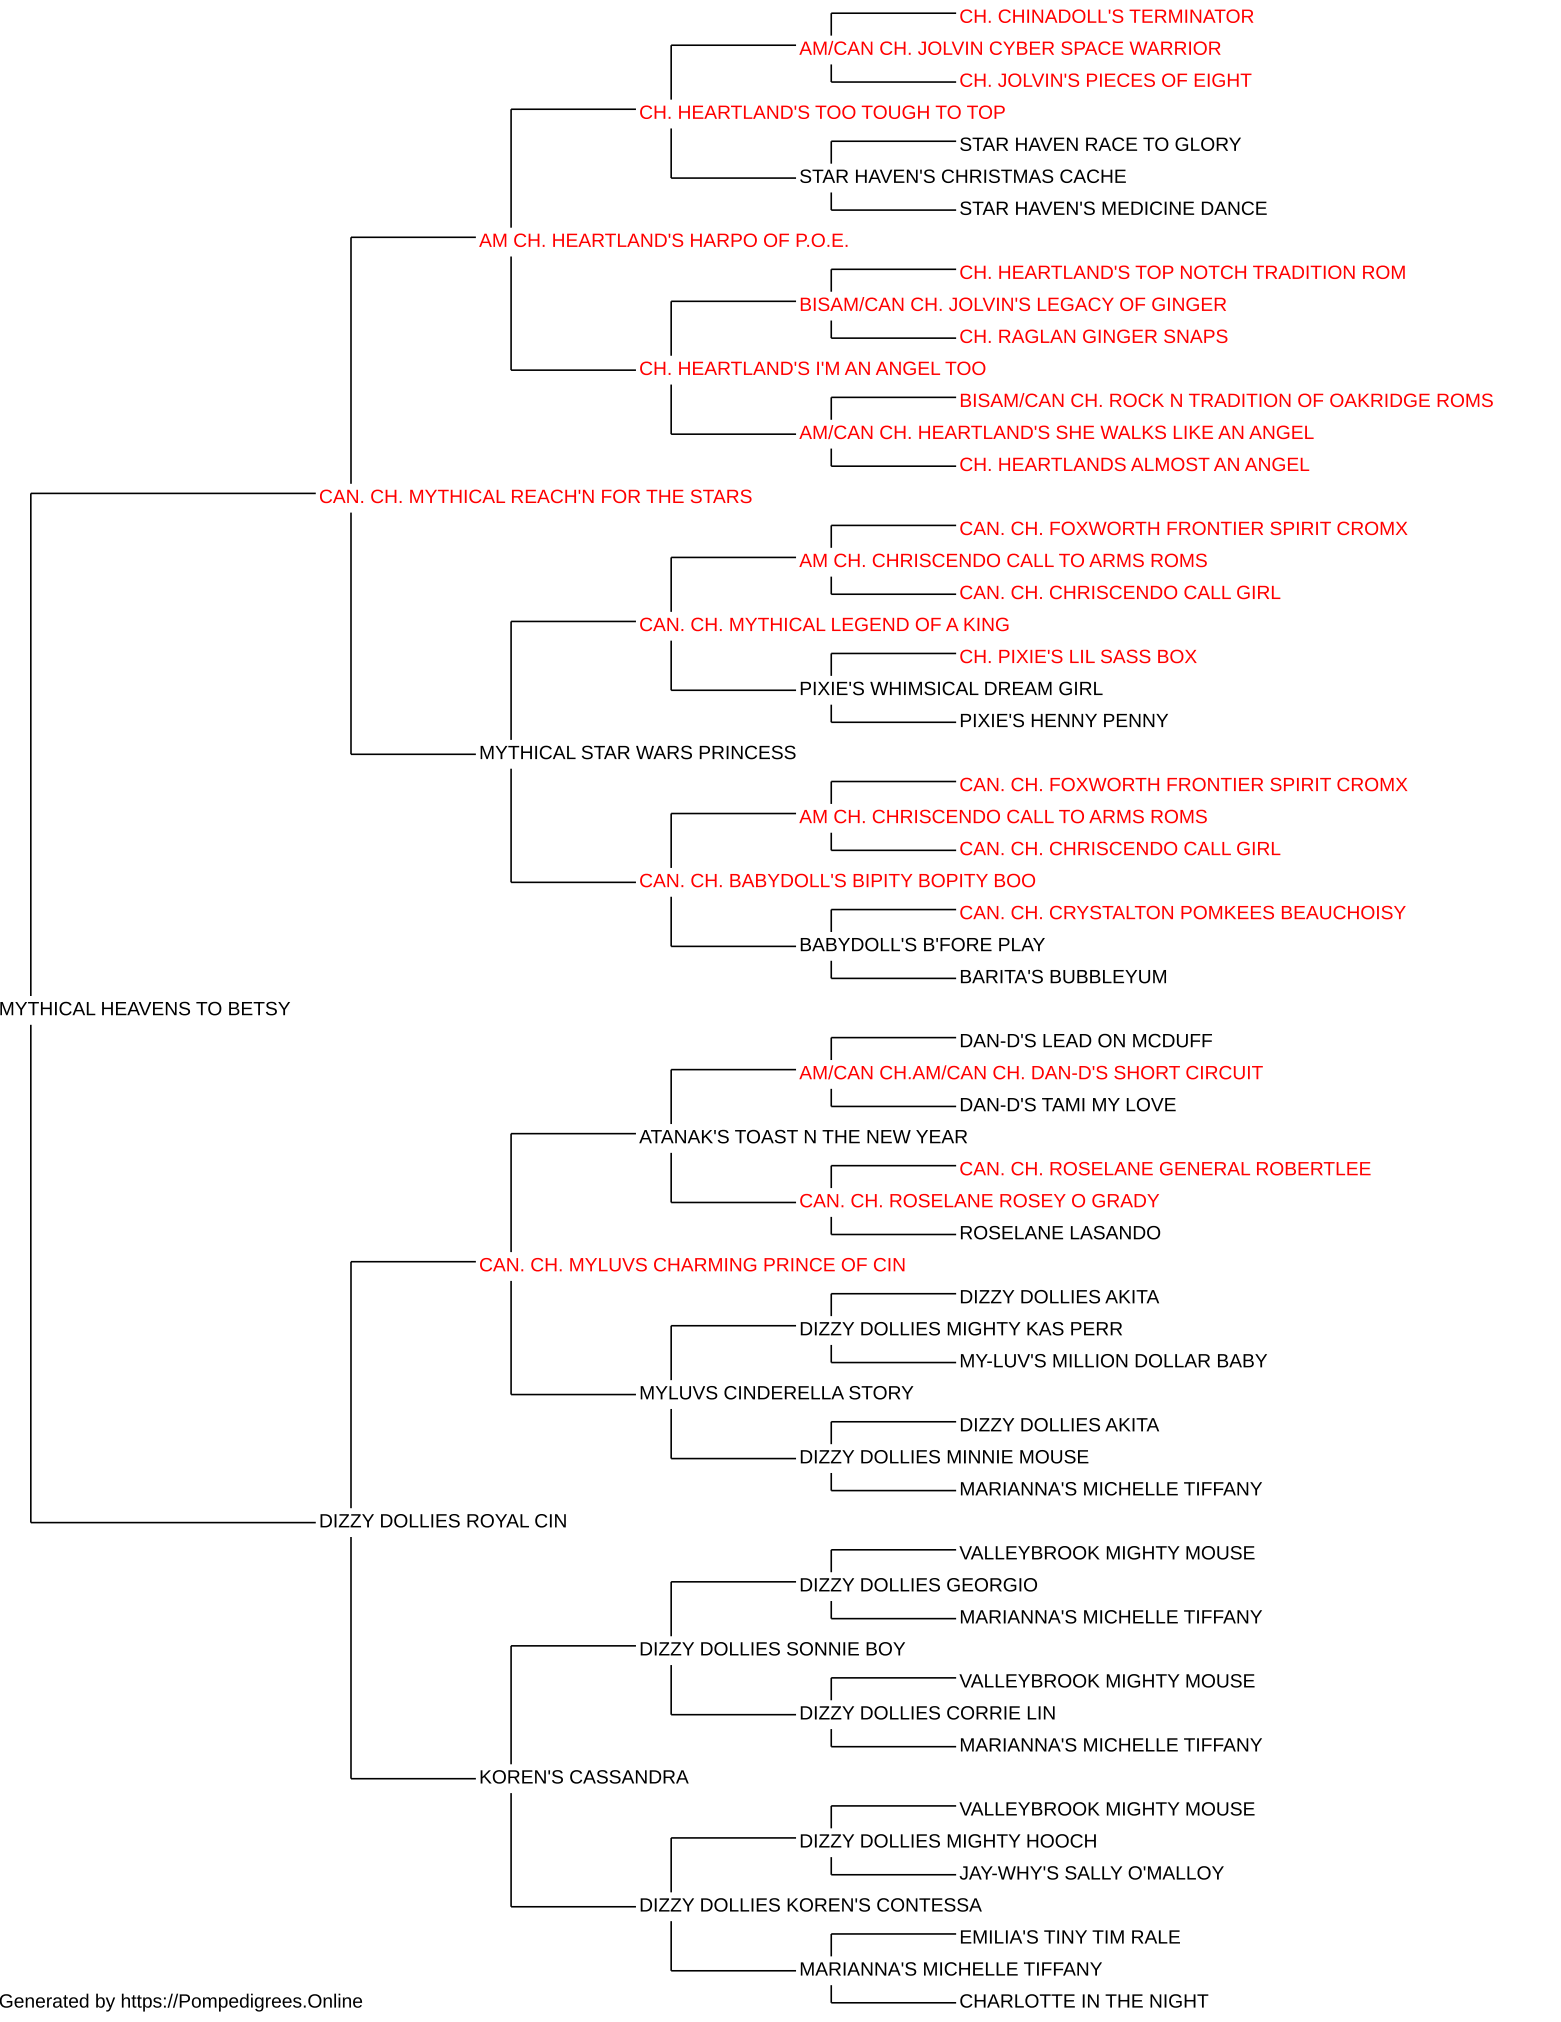 CH. CHINADOLL'S TERMINATOR
AM/CAN CH. JOLVIN CYBER SPACE WARRIOR
CH. JOLVIN'S PIECES OF EIGHT
CH. HEARTLAND'S TOO TOUGH TO TOP
STAR HAVEN RACE TO GLORY
STAR HAVEN'S CHRISTMAS CACHE
STAR HAVEN'S MEDICINE DANCE
AM CH. HEARTLAND'S HARPO OF P.O.E.
CH. HEARTLAND'S TOP NOTCH TRADITION ROM
BISAM/CAN CH. JOLVIN'S LEGACY OF GINGER
CH. RAGLAN GINGER SNAPS
CH. HEARTLAND'S I'M AN ANGEL TOO
BISAM/CAN CH. ROCK N TRADITION OF OAKRIDGE ROMS
AM/CAN CH. HEARTLAND'S SHE WALKS LIKE AN ANGEL
CH. HEARTLANDS ALMOST AN ANGEL
CAN. CH. MYTHICAL REACH'N FOR THE STARS
CAN. CH. FOXWORTH FRONTIER SPIRIT CROMX
AM CH. CHRISCENDO CALL TO ARMS ROMS
CAN. CH. CHRISCENDO CALL GIRL
CAN. CH. MYTHICAL LEGEND OF A KING
CH. PIXIE'S LIL SASS BOX
PIXIE'S WHIMSICAL DREAM GIRL
PIXIE'S HENNY PENNY
MYTHICAL STAR WARS PRINCESS
CAN. CH. FOXWORTH FRONTIER SPIRIT CROMX
AM CH. CHRISCENDO CALL TO ARMS ROMS
CAN. CH. CHRISCENDO CALL GIRL
CAN. CH. BABYDOLL'S BIPITY BOPITY BOO
CAN. CH. CRYSTALTON POMKEES BEAUCHOISY
BABYDOLL'S B'FORE PLAY
BARITA'S BUBBLEYUM
MYTHICAL HEAVENS TO BETSY
DAN-D'S LEAD ON MCDUFF
AM/CAN CH.AM/CAN CH. DAN-D'S SHORT CIRCUIT
DAN-D'S TAMI MY LOVE
ATANAK'S TOAST N THE NEW YEAR
CAN. CH. ROSELANE GENERAL ROBERTLEE
CAN. CH. ROSELANE ROSEY O GRADY
ROSELANE LASANDO
CAN. CH. MYLUVS CHARMING PRINCE OF CIN
DIZZY DOLLIES AKITA
DIZZY DOLLIES MIGHTY KAS PERR
MY-LUV'S MILLION DOLLAR BABY
MYLUVS CINDERELLA STORY
DIZZY DOLLIES AKITA
DIZZY DOLLIES MINNIE MOUSE
MARIANNA'S MICHELLE TIFFANY
DIZZY DOLLIES ROYAL CIN
VALLEYBROOK MIGHTY MOUSE
DIZZY DOLLIES GEORGIO
MARIANNA'S MICHELLE TIFFANY
DIZZY DOLLIES SONNIE BOY
VALLEYBROOK MIGHTY MOUSE
DIZZY DOLLIES CORRIE LIN
MARIANNA'S MICHELLE TIFFANY
KOREN'S CASSANDRA
VALLEYBROOK MIGHTY MOUSE
DIZZY DOLLIES MIGHTY HOOCH
JAY-WHY'S SALLY O'MALLOY
DIZZY DOLLIES KOREN'S CONTESSA
EMILIA'S TINY TIM RALE
MARIANNA'S MICHELLE TIFFANY
CHARLOTTE IN THE NIGHT
Generated by https://Pompedigrees.Online